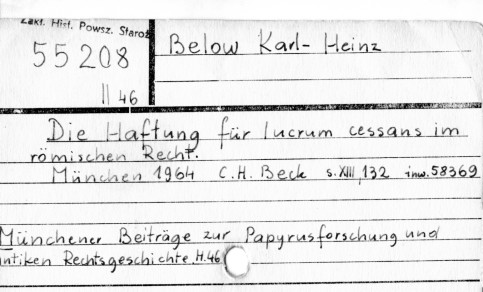 Zakł. Hist. Powsz. Staroż
55208
II 46
Below Karl-Heinz
Die Haftung für lucrum cessans im
römischen Recht.
München 1964 C.H. Beck s. XIII, 132 inw. 58369
Münchener Beiträge zur Papyrusforschung und
antiken Rechtsgeschichte. H. 46